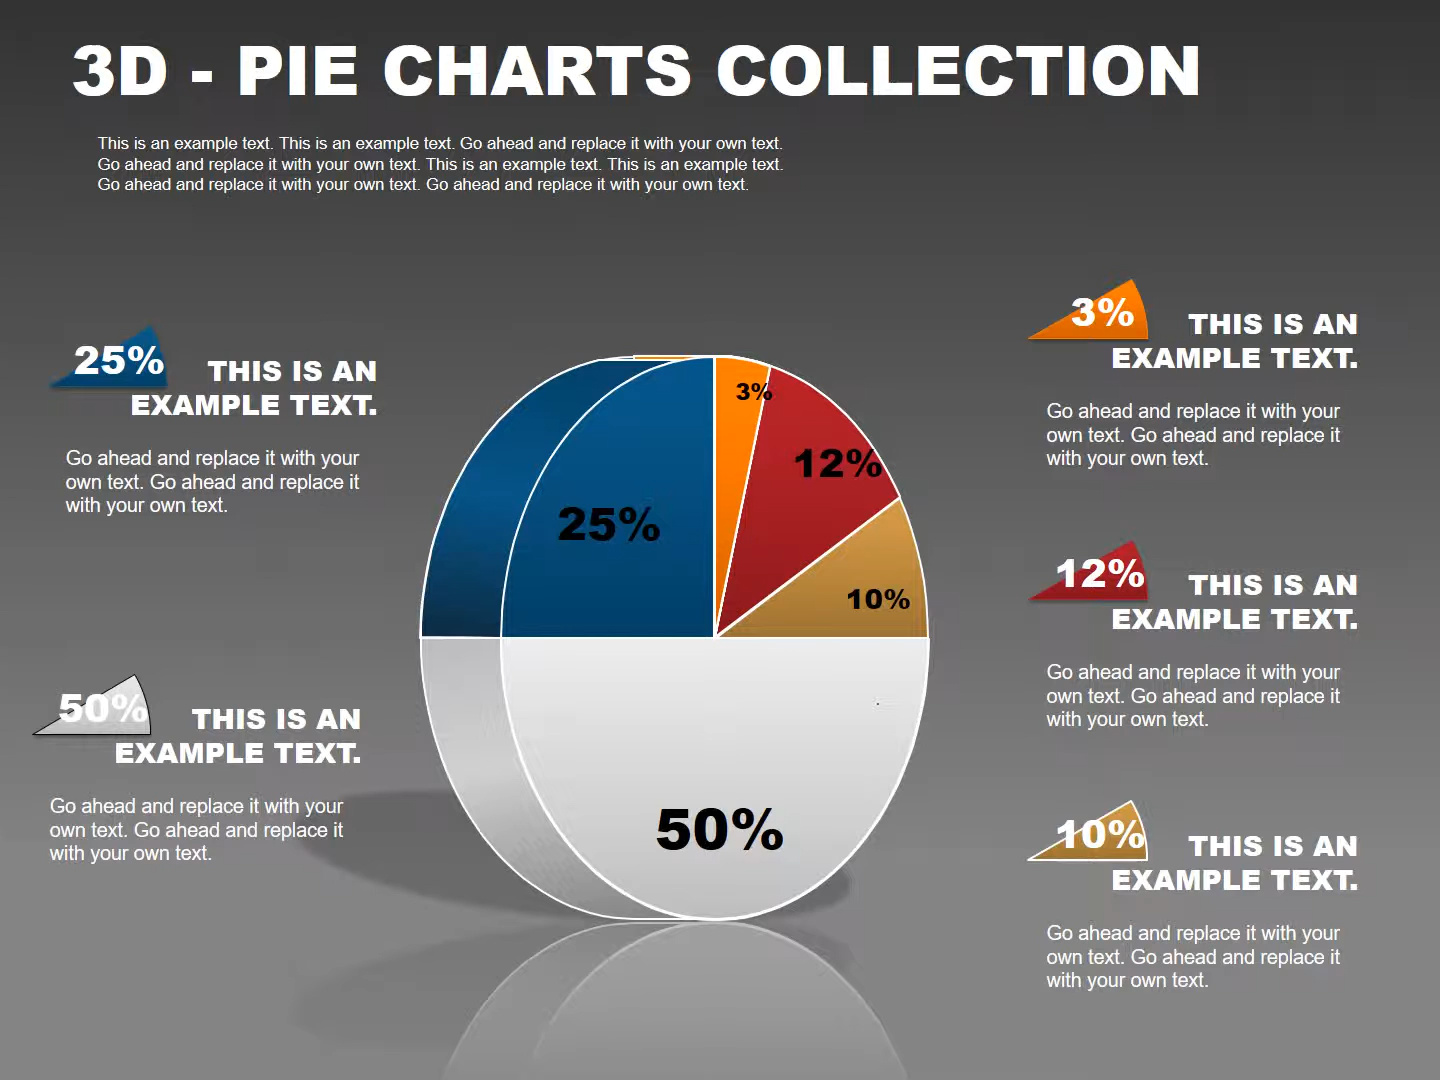 3D - PIE CHARTS COLLECTION
This is an example text. This is an example text. Go ahead and replace it with your own text.
Go ahead and replace it with your own text. This is an example text. This is an example text.
Go ahead and replace it with your own text. Go ahead and replace it with your own text.
25%
THIS IS AN
EXAMPLE TEXT.
Go ahead and replace it with your
own text. Go ahead and replace it
with your own text.
50%
THIS IS AN
EXAMPLE TEXT.
Go ahead and replace it with your
own text. Go ahead and replace it
with your own text.
3%
12%
25%
10%
50%
3%
THIS IS AN
EXAMPLE TEXT.
Go ahead and replace it with your
own text. Go ahead and replace it
with your own text.
12%
THIS IS AN
EXAMPLE TEXT.
Go ahead and replace it with your
own text. Go ahead and replace it
with your own text.
10%
THIS IS AN
EXAMPLE TEXT.
Go ahead and replace it with your
own text. Go ahead and replace it
with your own text.